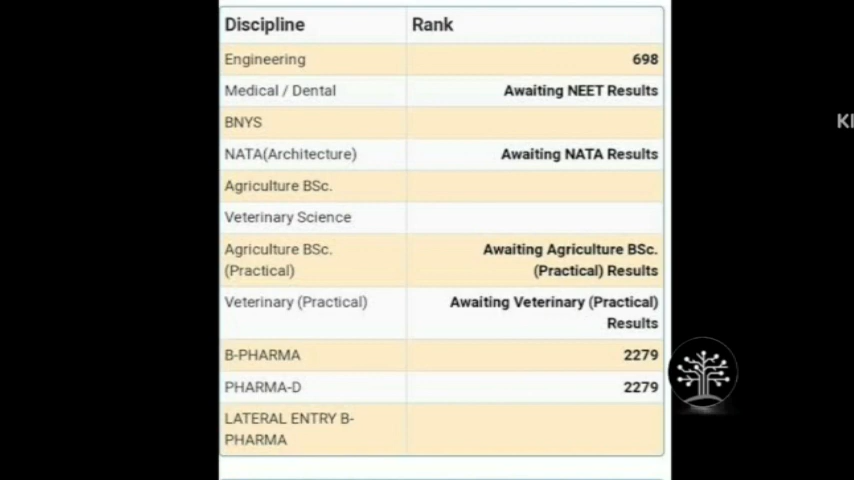 Discipline Rank
Engineering 698
Medical / Dental Awaiting NEET Results
BNYS
NATA(Architecture) Awaiting NATA Results
Agriculture BSc.
Veterinary Science
Agriculture BSc. Awaiting Agriculture BSc.
(Practical) (Practical) Results
Veterinary (Practical) Awaiting Veterinary (Practical)
Results
B-PHARMA 2279
PHARMA-D 2279
LATERAL ENTRY B-
PHARMA